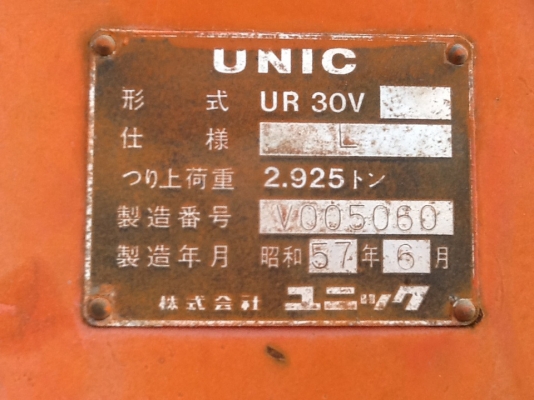 UNIC
形式 UR 30V
仕様 L
つり上荷重 2.925トン
製造番号 V005060
製造年月 昭和57年6月
株式会社 ユニック